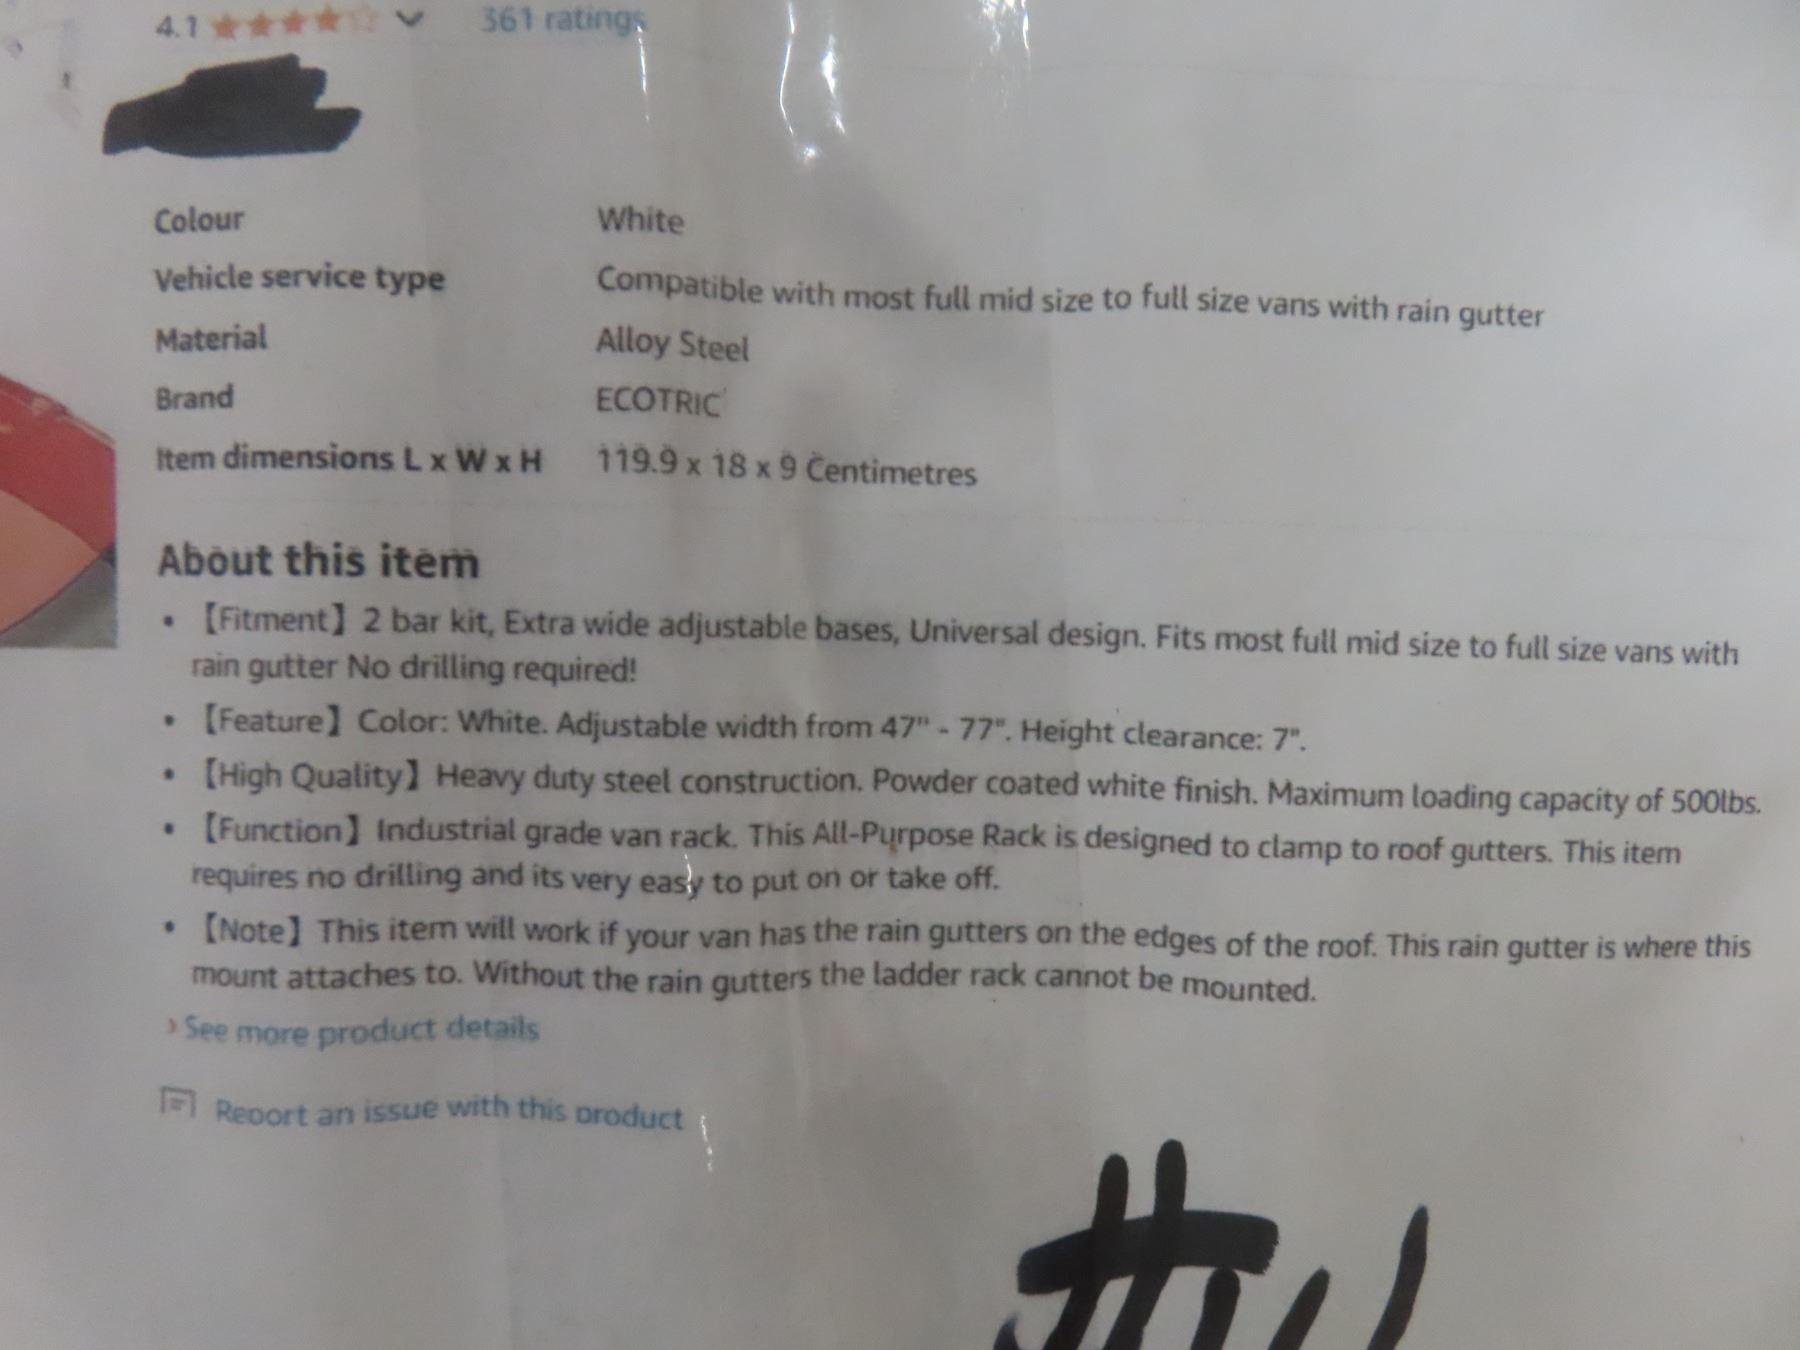 4.1 361 ratings
Colour White
Vehicle service type Compatible with most full mid size to full size vans with rain gutter
Material Alloy Steel
Brand ECOTRIC
Item dimensions L x W x H 119.9 x 18 x 9 Centimetres
About this item
• 【Fitment】2 bar kit, Extra wide adjustable bases, Universal design. Fits most full mid size to full size vans with
rain gutter No drilling required!
• 【Feature】Color: White. Adjustable width from 47" - 77". Height clearance: 7".
• 【High Quality】Heavy duty steel construction. Powder coated white finish. Maximum loading capacity of 500lbs.
• 【Function】Industrial grade van rack. This All-Purpose Rack is designed to clamp to roof gutters. This item
requires no drilling and its very easy to put on or take off.
• 【Note】This item will work if your van has the rain gutters on the edges of the roof. This rain gutter is where this
mount attaches to. Without the rain gutters the ladder rack cannot be mounted.
› See more product details
Report an issue with this product